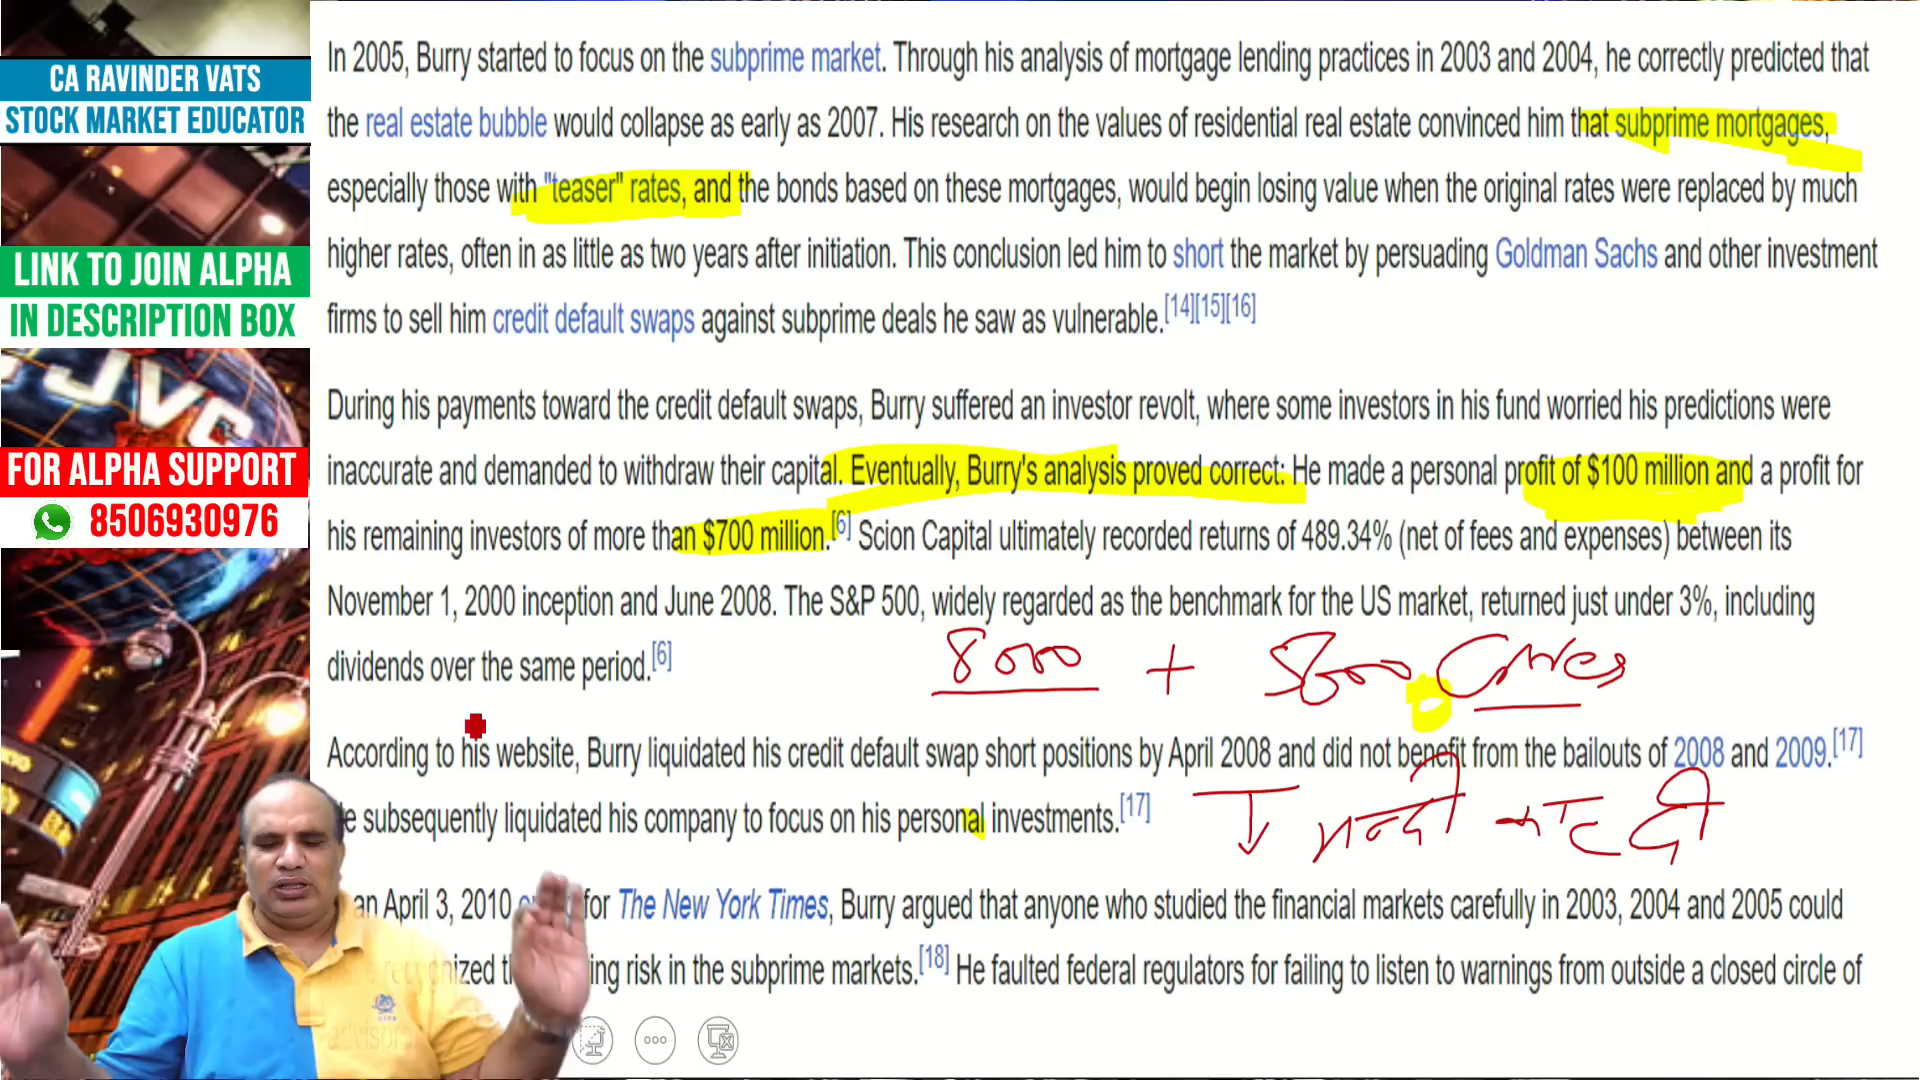 CA RAVINDER VATS
STOCK MARKET EDUCATOR
LINK TO JOIN ALPHA
IN DESCRIPTION BOX
JVC
FOR ALPHA SUPPORT
8506930976
In 2005, Burry started to focus on the subprime market. Through his analysis of mortgage lending practices in 2003 and 2004, he correctly predicted that
the real estate bubble would collapse as early as 2007. His research on the values of residential real estate convinced him that subprime mortgages,
especially those with "teaser" rates, and the bonds based on these mortgages, would begin losing value when the original rates were replaced by much
higher rates, often in as little as two years after initiation. This conclusion led him to short the market by persuading Goldman Sachs and other investment
firms to sell him credit default swaps against subprime deals he saw as vulnerable.[14][15][16]
During his payments toward the credit default swaps, Burry suffered an investor revolt, where some investors in his fund worried his predictions were
inaccurate and demanded to withdraw their capital. Eventually, Burry's analysis proved correct: He made a personal profit of $100 million and a profit for
his remaining investors of more than $700 million.[6] Scion Capital ultimately recorded returns of 489.34% (net of fees and expenses) between its
November 1, 2000 inception and June 2008. The S&P 500, widely regarded as the benchmark for the US market, returned just under 3%, including
dividends over the same period.[6]
8000 +
According to his website, Burry liquidated his credit default swap short positions by April 2008 and did not benefit from the bailouts of 2008 and 2009.[17]
subsequently liquidated his company to focus on his personal investments.[17]
मन्दी
an April 3, 2010 for The New York Times, Burry argued that anyone who studied the financial markets carefully in 2003, 2004 and 2005 could
risk in the subprime markets.[18] He faulted federal regulators for failing to listen to warnings from outside a closed circle of